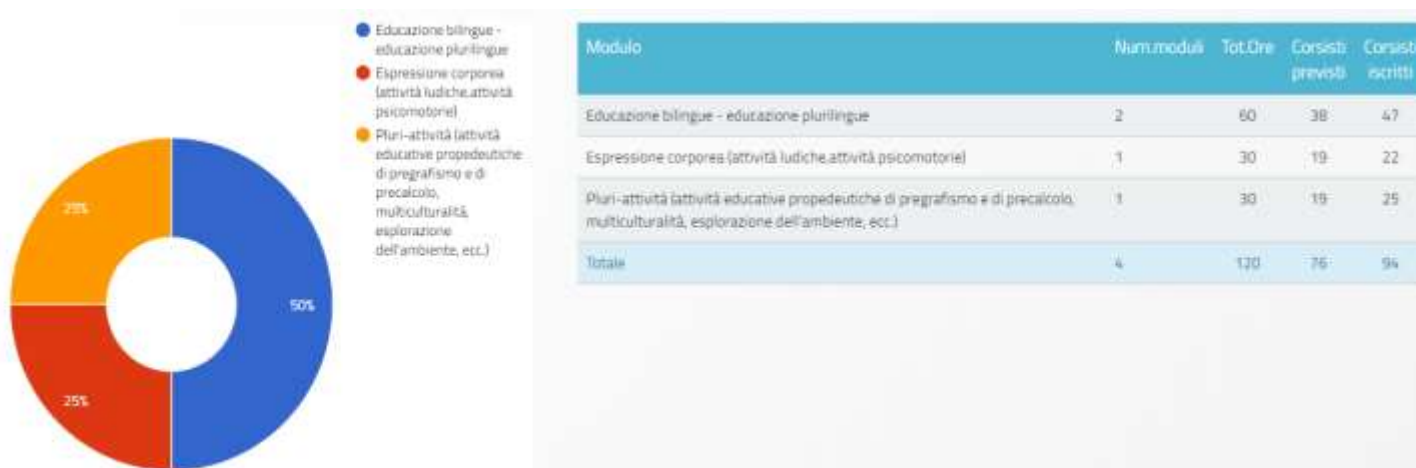 Educazione bilingue -
educazione plurilingue
Espressione corporea
(attività ludiche,attività
psicomotorie)
Pluri-attività (attività
educative propedeutiche
di pregrafismo e di
precalcolo,
multiculturalità,
esplorazione
dell'ambiente, ecc.)
25%
50%
25%
Modulo Num.moduli Tot.Ore Corsisti previsti Corsisti iscritti
Educazione bilingue - educazione plurilingue 2 60 38 47
Espressione corporea (attività ludiche,attività psicomotorie) 1 30 19 22
Pluri-attività (attività educative propedeutiche di pregrafismo e di precalcolo, 1 30 19 25
multiculturalità, esplorazione dell'ambiente, ecc.)
Totale 4 120 76 94